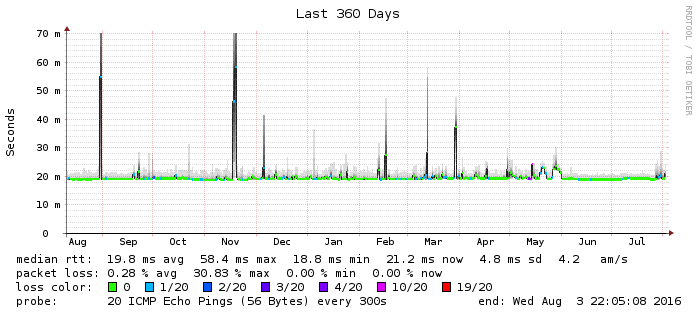 Last 360 Days
RRDTOOL / TOBI OETIKER
Seconds
70 m
60 m
50 m
40 m
30 m
20 m
10 m
0
Aug Sep Oct Nov Dec Jan Feb Mar Apr May Jun Jul
median rtt: 19.8 ms avg 58.4 ms max 18.8 ms min 21.2 ms now 4.8 ms sd 4.2 am/s
packet loss: 0.28 % avg 30.83 % max 0.00 % min 0.00 % now
loss color: 0 1/20 2/20 3/20 4/20 10/20 19/20
probe: 20 ICMP Echo Pings (56 Bytes) every 300s end: Wed Aug 3 22:05:08 2016